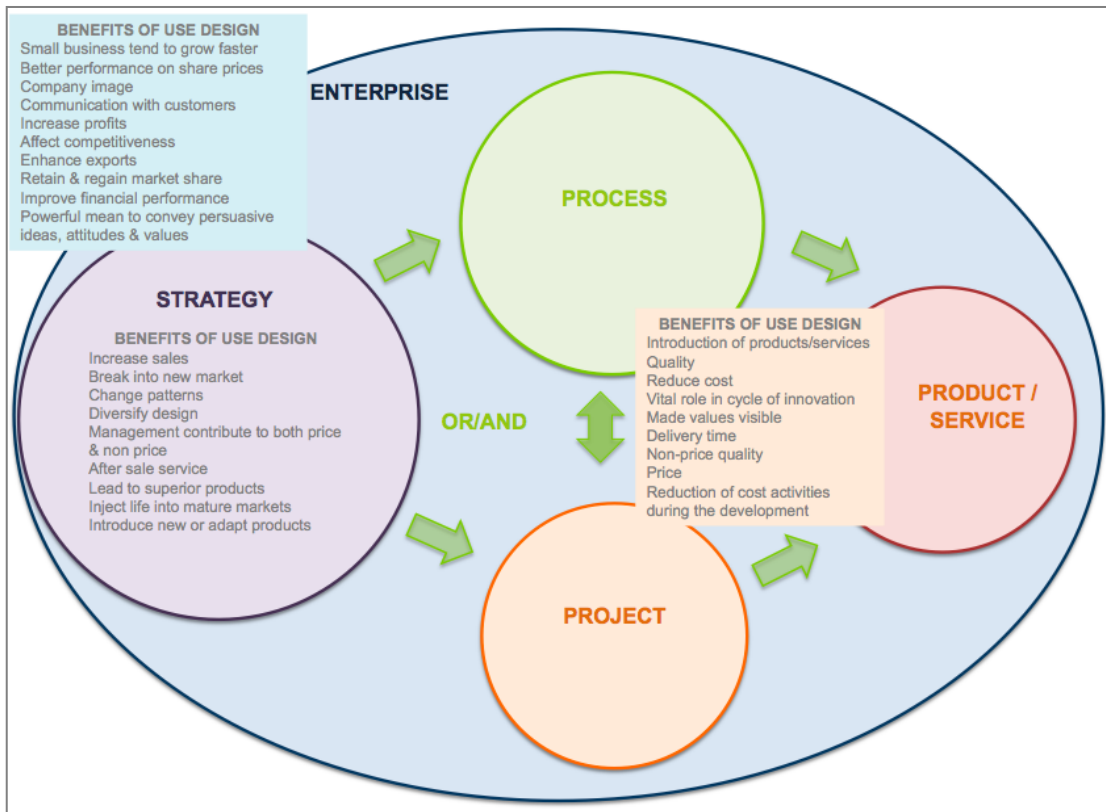 BENEFITS OF USE DESIGN
Small business tend to grow faster
Better performance on share prices
Company image
Communication with customers
Increase profits
Affect competitiveness
Enhance exports
Retain & regain market share
Improve financial performance
Powerful mean to convey persuasive
ideas, attitudes & values
ENTERPRISE
PROCESS
STRATEGY
BENEFITS OF USE DESIGN
Increase sales
Break into new market
Change patterns
Diversify design
Management contribute to both price
& non price
After sale service
Lead to superior products
Inject life into mature markets
Introduce new or adapt products
OR/AND
BENEFITS OF USE DESIGN
Introduction of products/services
Quality
Reduce cost
Vital role in cycle of innovation
Made values visible
Delivery time
Non-price quality
Price
Reduction of cost activities
during the development
PRODUCT /
SERVICE
PROJECT